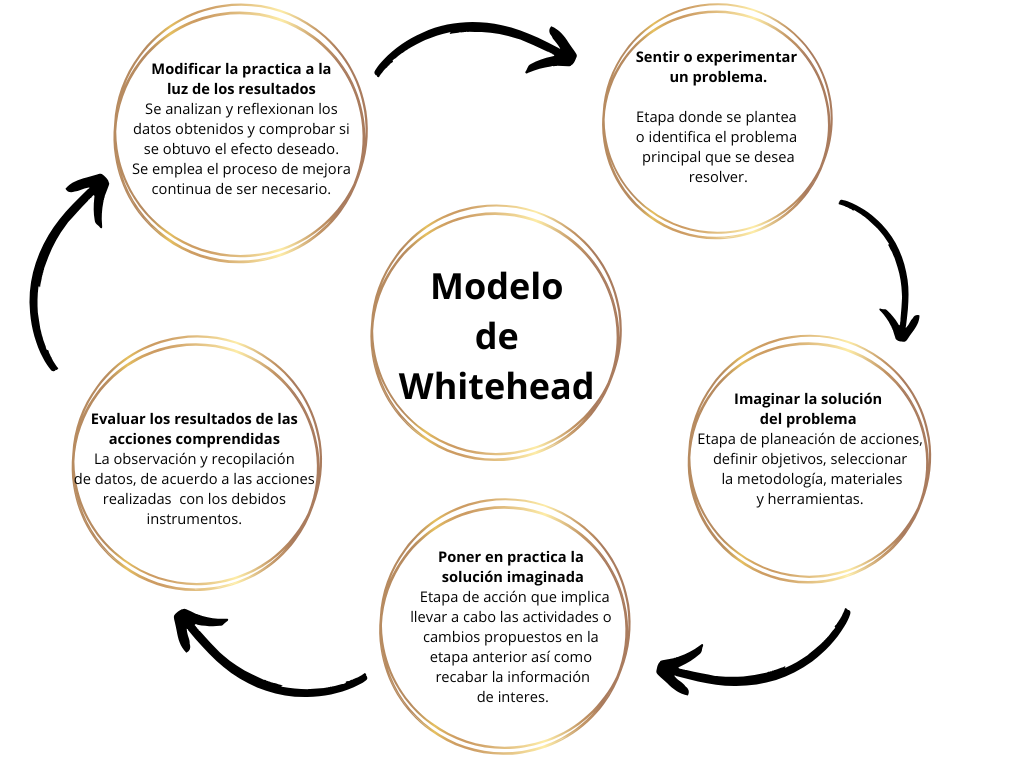 Modificar la practica a la
luz de los resultados
Se analizan y reflexionan los
datos obtenidos y comprobar si
se obtuvo el efecto deseado.
Se emplea el proceso de mejora
continua de ser necesario.
Sentir o experimentar
un problema.
Etapa donde se plantea
o identifica el problema
principal que se desea
resolver.
Modelo
de
Whitehead
Imaginar la solución
del problema
Etapa de planeación de acciones,
definir objetivos, seleccionar
la metodología, materiales
y herramientas.
Evaluar los resultados de las
acciones comprendidas
La observación y recopilación
de datos, de acuerdo a las acciones
realizadas  con los debidos
instrumentos.
Poner en practica la
solución imaginada
Etapa de acción que implica
llevar a cabo las actividades o
cambios propuestos en la
etapa anterior así como
recabar la información
de interes.